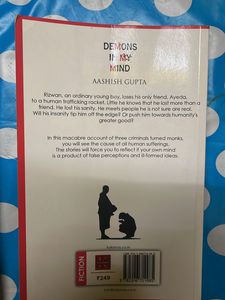 DEMONS
IN MY
MIND
AASHISH GUPTA
Rizwan, an ordinary young boy, loses his only friend, Ayeda,
to a human trafficking racket. Little he knows that he lost more than a
friend. He lost his sanity. He meets people he is not sure are real.
Will his insanity tip him off the edge? Or push him towards humanity's
greater good?
In this macabre account of three criminals turned monks,
you will see the cause of all human sufferings.
The stories will force you to reflect if your own mind
is a product of false perceptions and ill-formed ideas.
FICTION
₹249